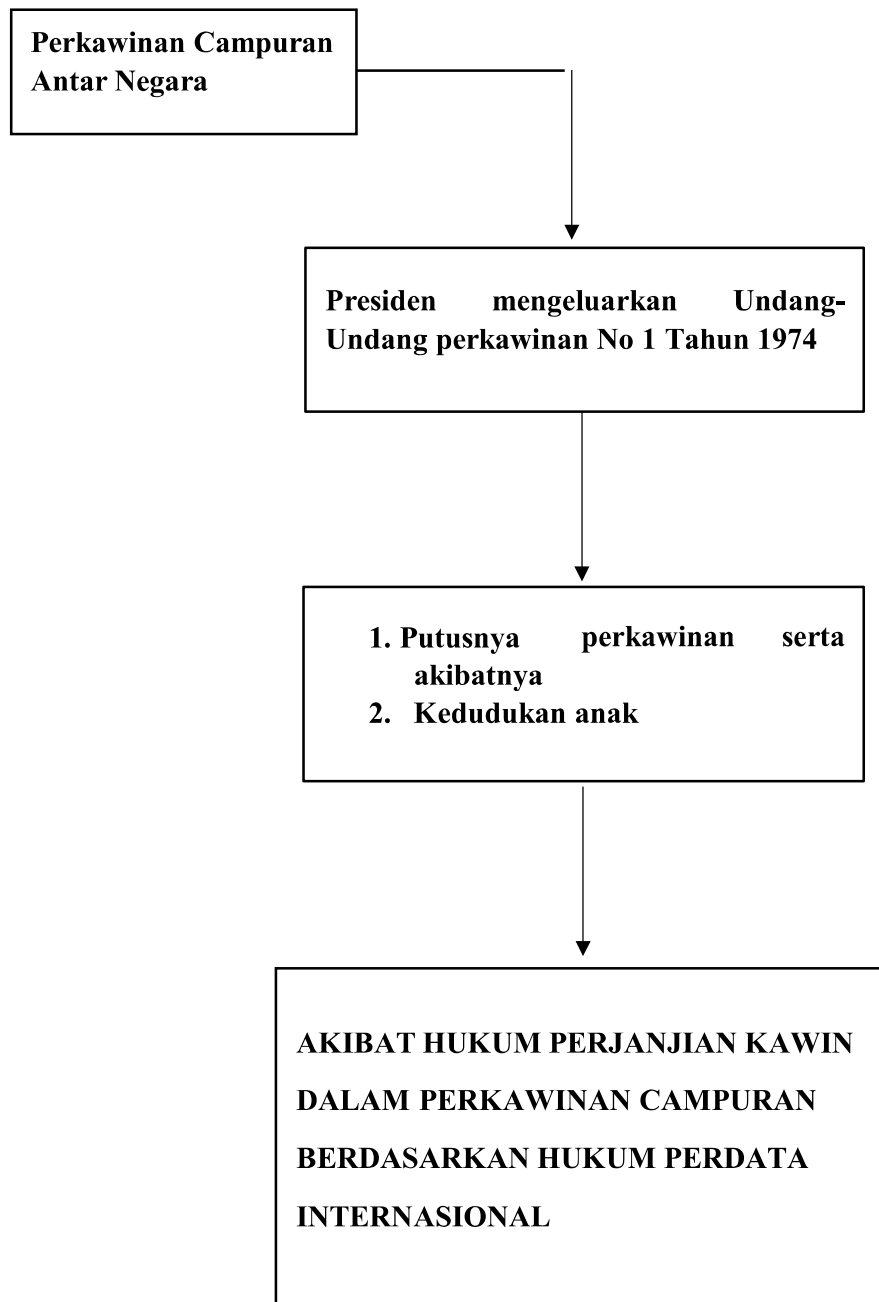 Perkawinan Campuran
Antar Negara
Presiden mengeluarkan Undang-
Undang perkawinan No 1 Tahun 1974
1. Putusnya perkawinan serta
akibatnya
2. Kedudukan anak
AKIBAT HUKUM PERJANJIAN KAWIN
DALAM PERKAWINAN CAMPURAN
BERDASARKAN HUKUM PERDATA
INTERNASIONAL